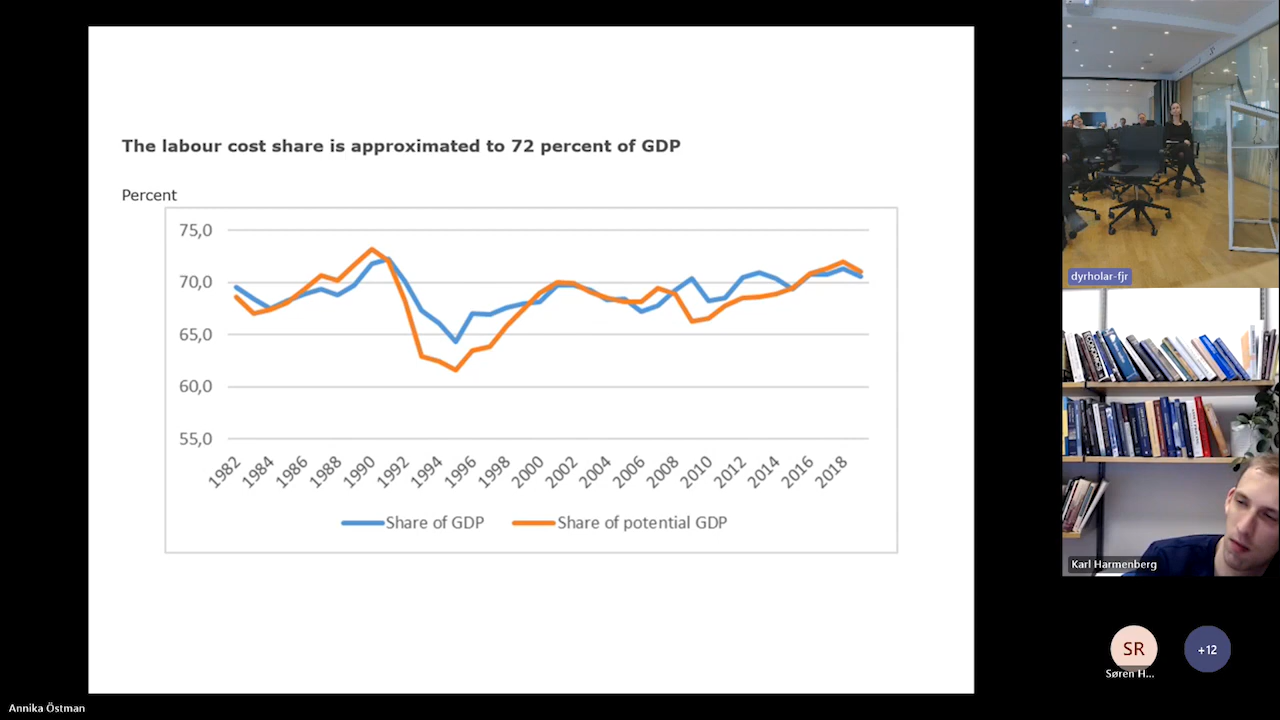 The labour cost share is approximated to 72 percent of GDP
Percent
75,0
70,0
65,0
60,0
55,0
1982
1984
1986
1988
1990
1992
1994
1996
1998
2000
2002
2004
2006
2008
2010
2012
2014
2016
2018
Share of GDP
Share of potential GDP
dyrholar-fjr
ECONOMICS
Karl Harmenberg
SR
+12
Søren H...
Annika Östman